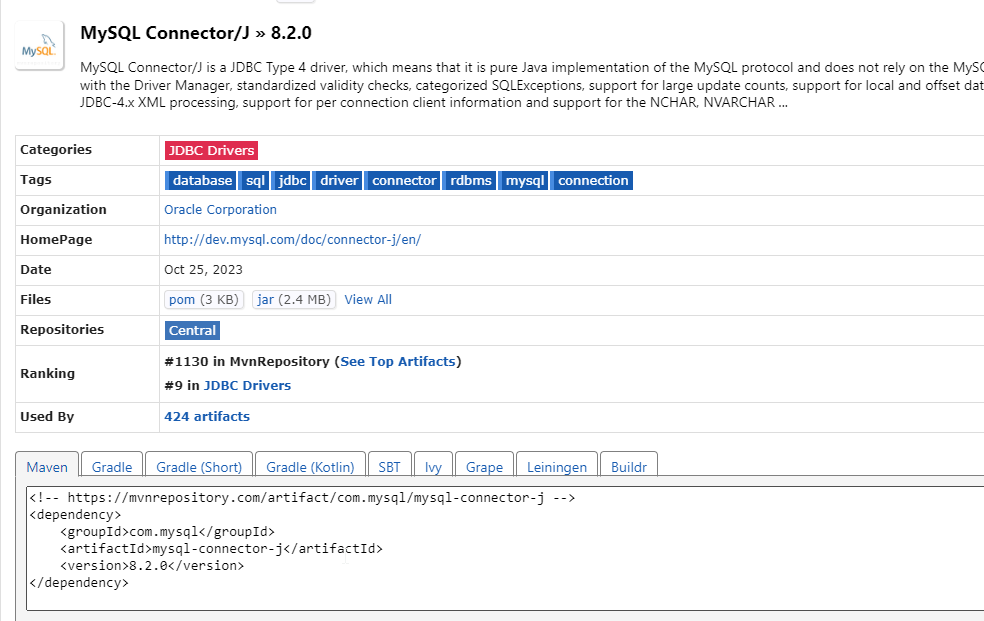 MySQL Connector/J » 8.2.0
MySQL
MySQL Connector/J is a JDBC Type 4 driver, which means that it is pure Java implementation of the MySQL protocol and does not rely on the
with the Driver Manager, standardized validity checks, categorized SQLExceptions, support for large update counts, support for local and offset
JDBC-4.x XML processing, support for per connection client information and support for the NCHAR, NVARCHAR ...
Categories JDBC Drivers
Tags database sql jdbc driver connector rdbms mysql connection
Organization Oracle Corporation
HomePage http://dev.mysql.com/doc/connector-j/en/
Date Oct 25, 2023
Files pom (3 KB) jar (2.4 MB) View All
Repositories Central
Ranking #1130 in MvnRepository (See Top Artifacts)
#9 in JDBC Drivers
Used By 424 artifacts
Maven Gradle Gradle (Short) Gradle (Kotlin) SBT Ivy Grape Leiningen Buildr
<!-- https://mvnrepository.com/artifact/com.mysql/mysql-connector-j -->
<dependency>
    <groupId>com.mysql</groupId>
    <artifactId>mysql-connector-j</artifactId>
    <version>8.2.0</version>
</dependency>